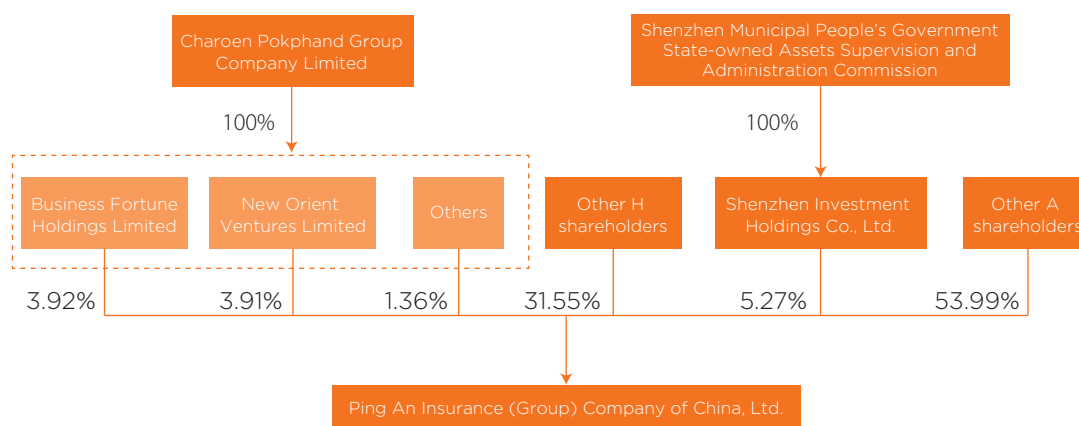 Charoen Pokphand Group
Company Limited
Shenzhen Municipal People’s Government
State-owned Assets Supervision and
Administration Commission
100%
100%
Business Fortune
Holdings Limited
New Orient
Ventures Limited
Others
Other H
shareholders
Shenzhen Investment
Holdings Co., Ltd.
Other A
shareholders
3.92%
3.91%
1.36%
31.55%
5.27%
53.99%
Ping An Insurance (Group) Company of China, Ltd.